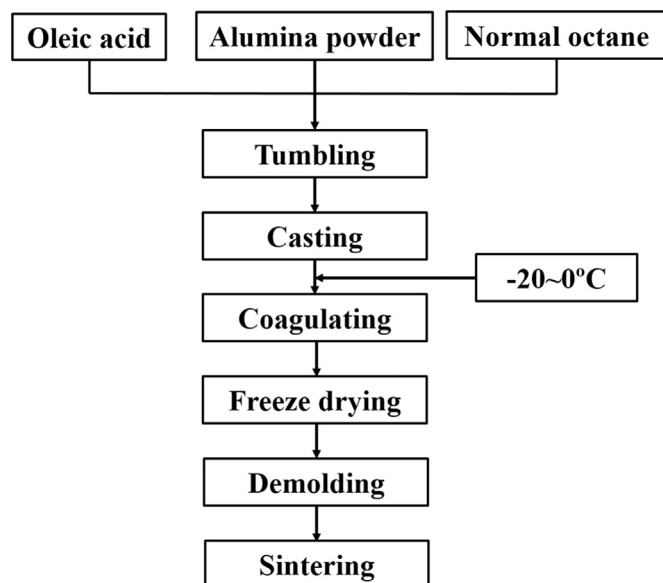 Oleic acid
Alumina powder
Normal octane
Tumbling
Casting
-20~0ºC
Coagulating
Freeze drying
Demolding
Sintering